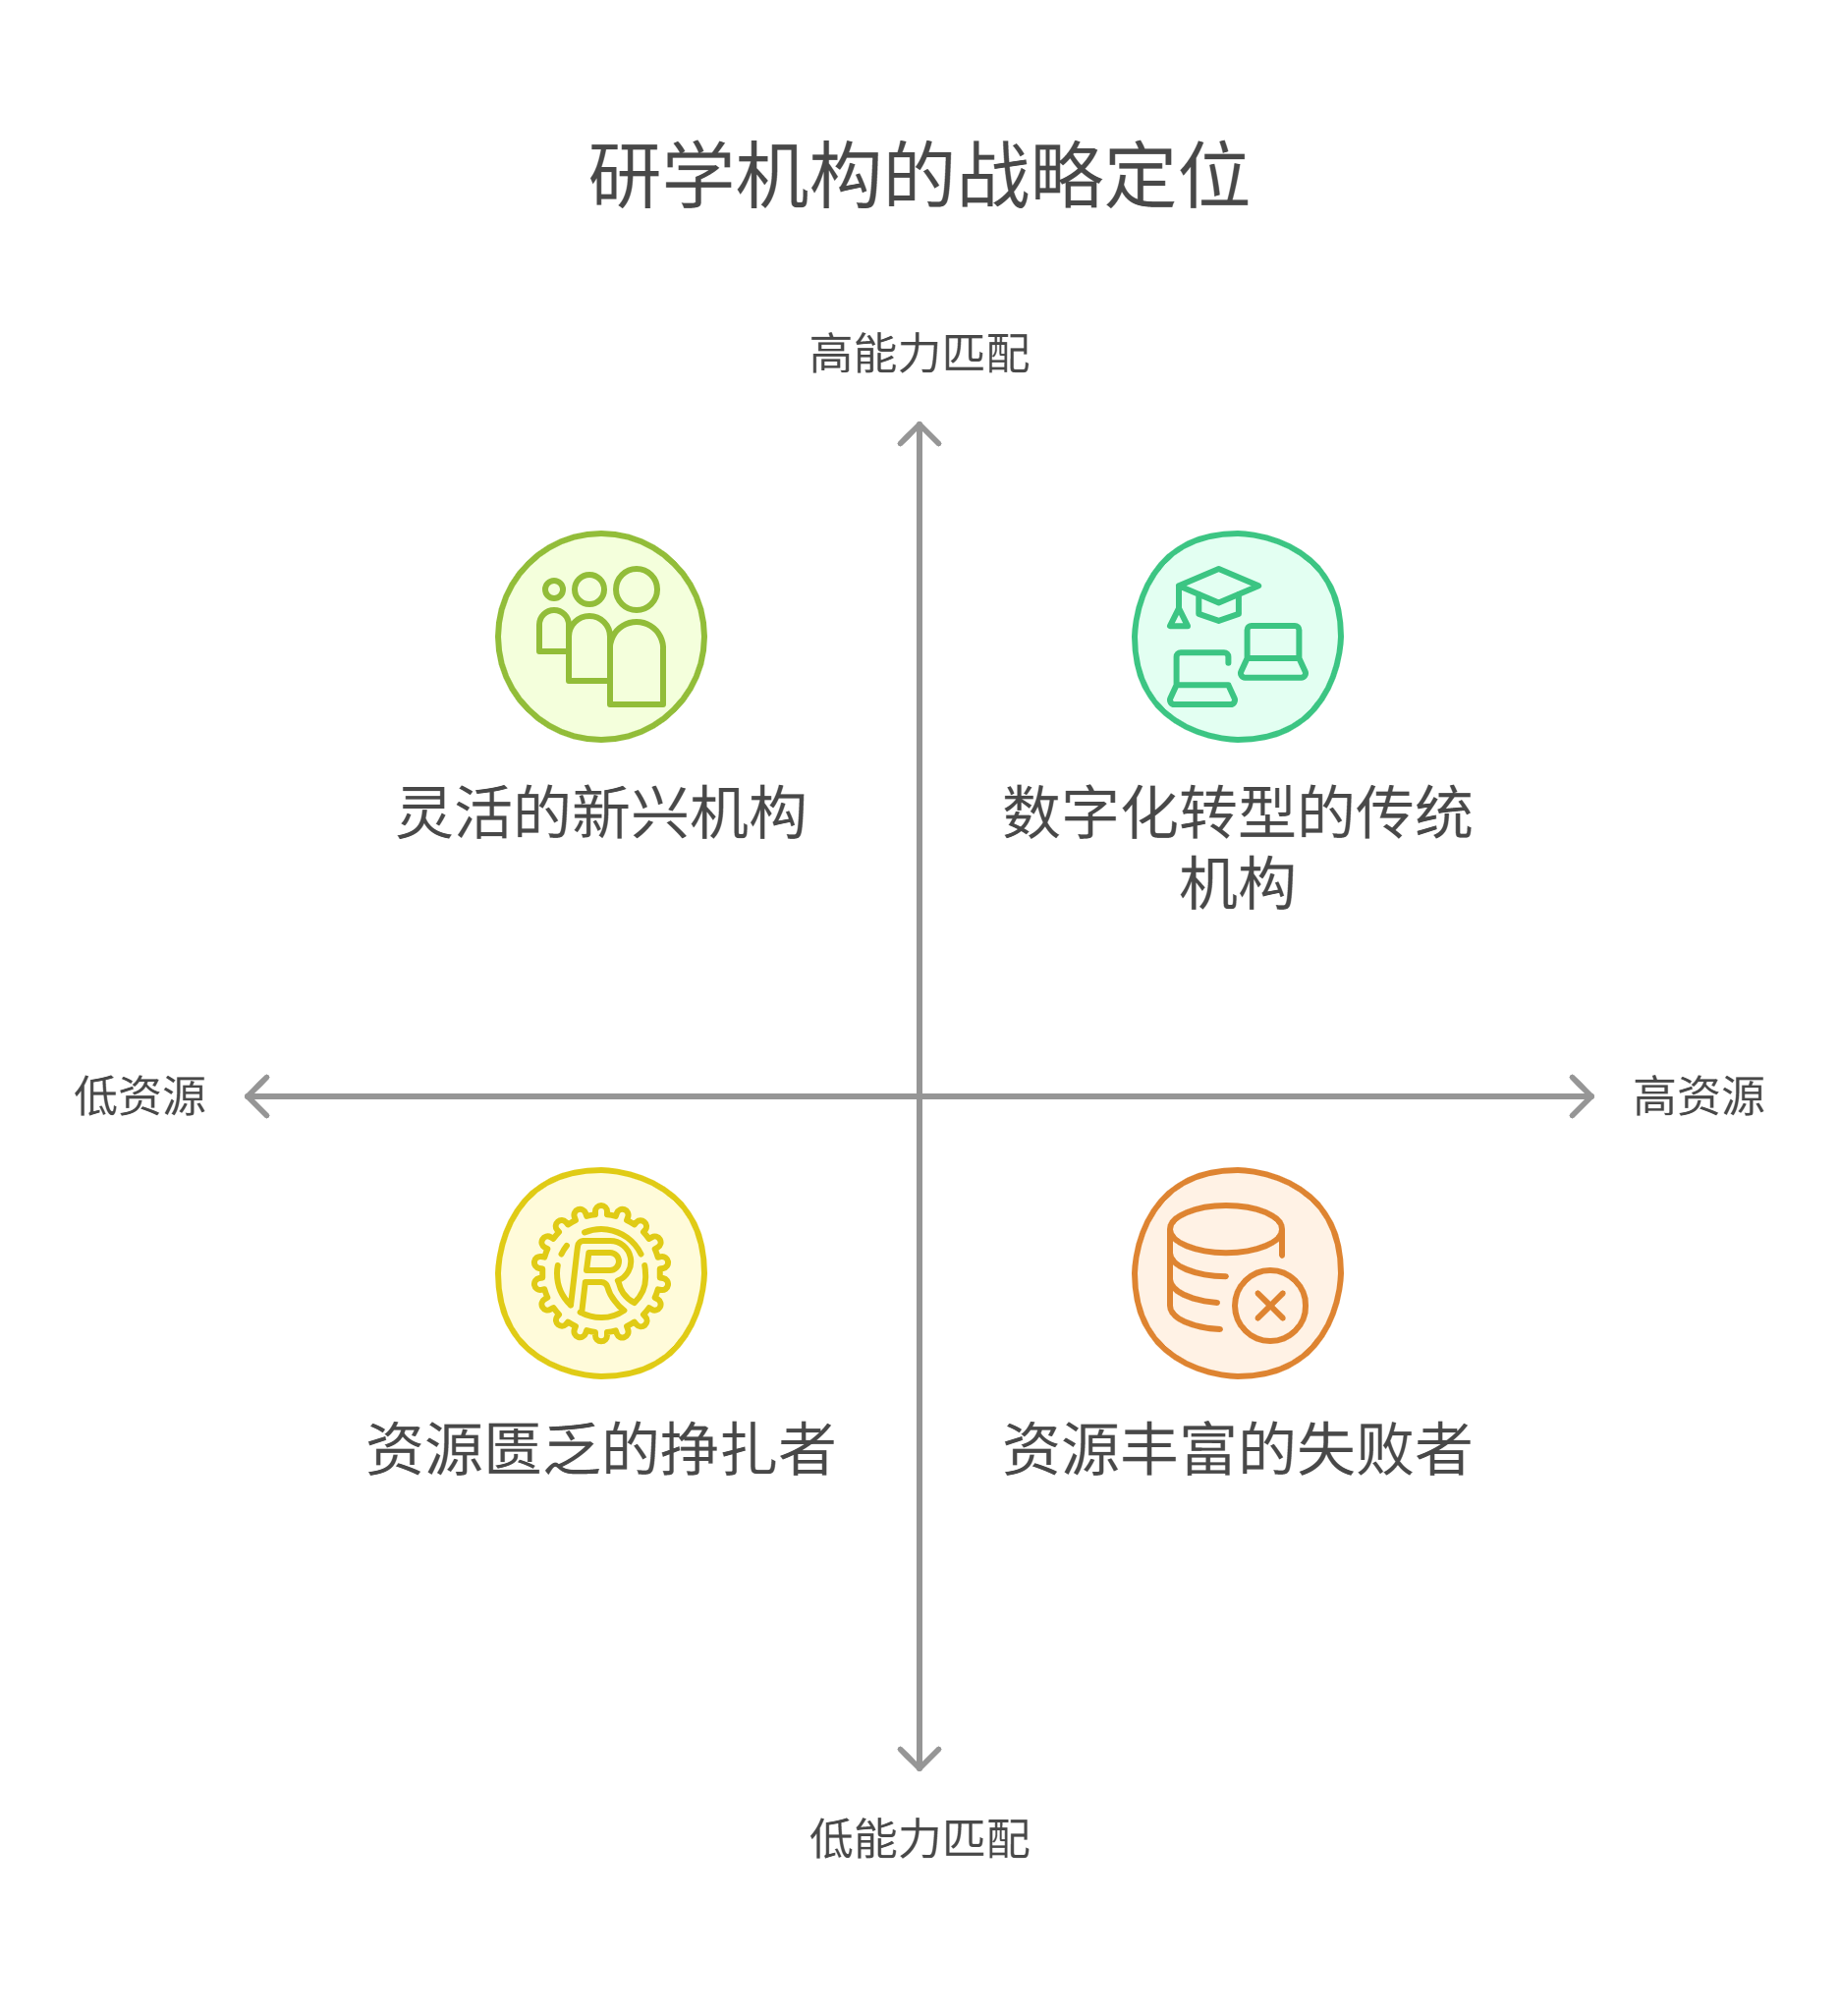 研学机构的战略定位
高能力匹配
灵活的新兴机构
数字化转型的传统
机构
低资源
高资源
R
资源匮乏的挣扎者
资源丰富的失败者
低能力匹配